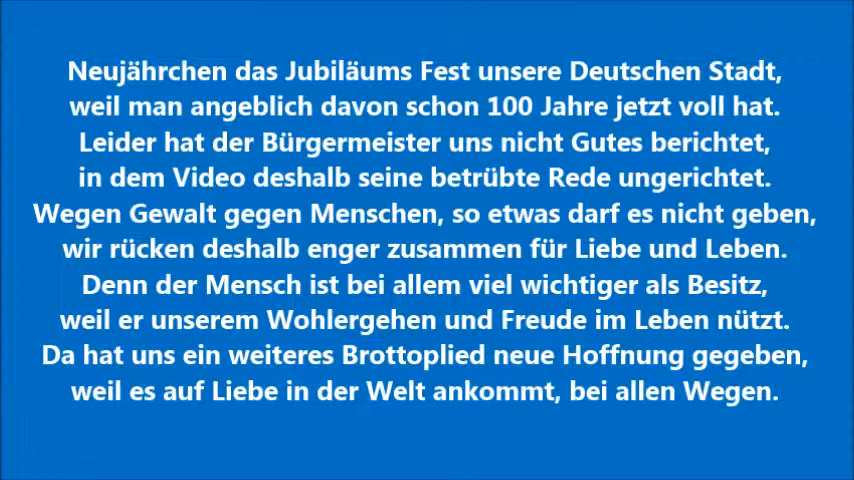 Neujährchen das Jubiläums Fest unsere Deutschen Stadt,
weil man angeblich davon schon 100 Jahre jetzt voll hat.
Leider hat der Bürgermeister uns nicht Gutes berichtet,
in dem Video deshalb seine betrübte Rede ungerichtet.
Wegen Gewalt gegen Menschen, so etwas darf es nicht geben,
wir rücken deshalb enger zusammen für Liebe und Leben.
Denn der Mensch ist bei allem viel wichtiger als Besitz,
weil er unserem Wohlergehen und Freude im Leben nützt.
Da hat uns ein weiteres Brottoplied neue Hoffnung gegeben,
weil es auf Liebe in der Welt ankommt, bei allen Wegen.